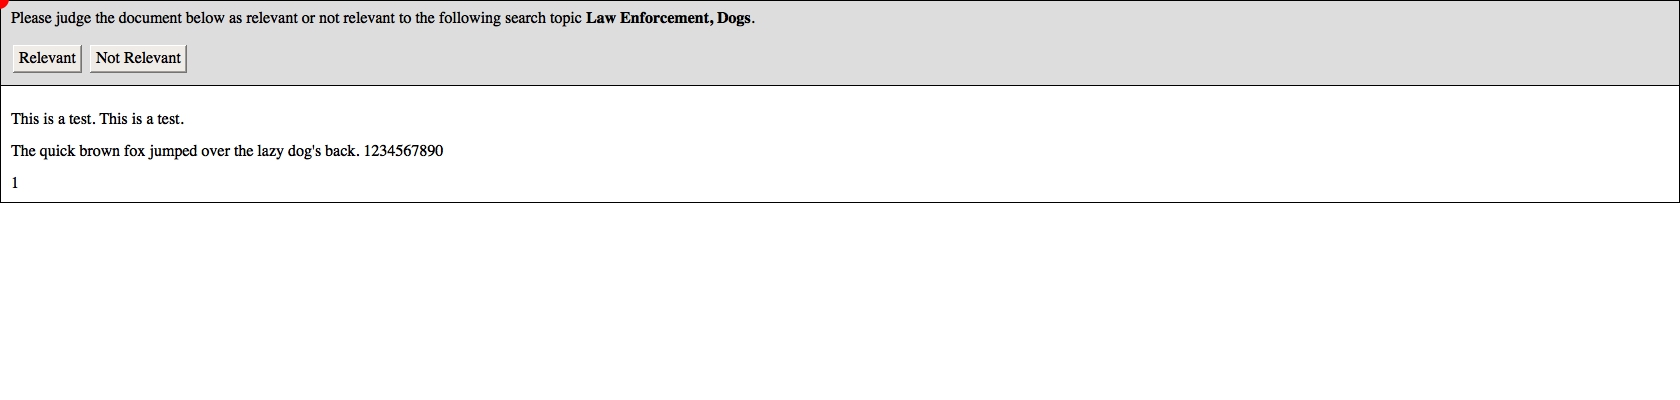 Please judge the document below as relevant or not relevant to the following search topic Law Enforcement, Dogs.
Relevant Not Relevant
This is a test. This is a test.
The quick brown fox jumped over the lazy dog's back. 1234567890
1